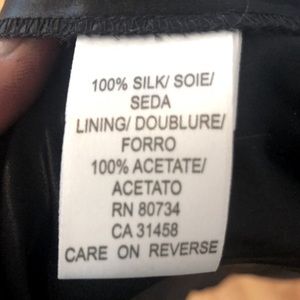 100% SILK/ SOIE/
SEDA
LINING/ DOUBLURE/
FORRO
100% ACETATE/
ACETATO
RN 80734
CA 31458
CARE ON REVERSE